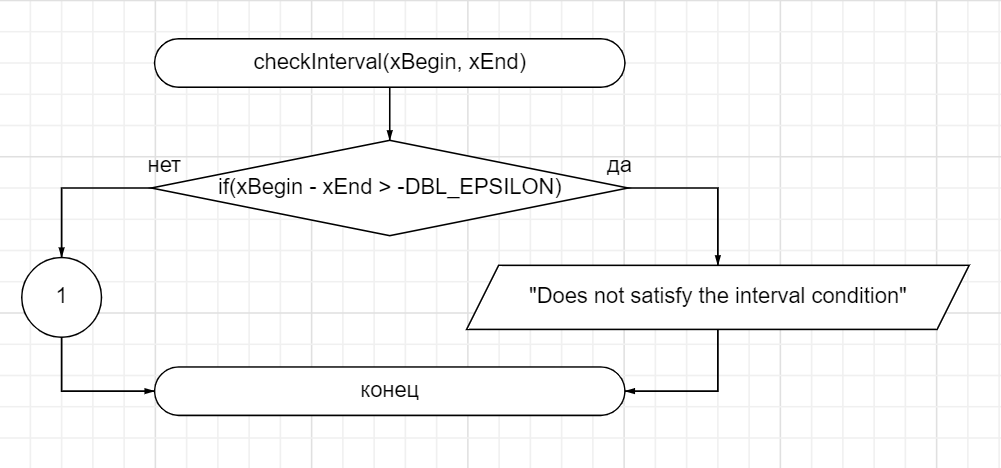 checkInterval(xBegin, xEnd)
нет
да
if(xBegin - xEnd > -DBL_EPSILON)
1
"Does not satisfy the interval condition"
конец